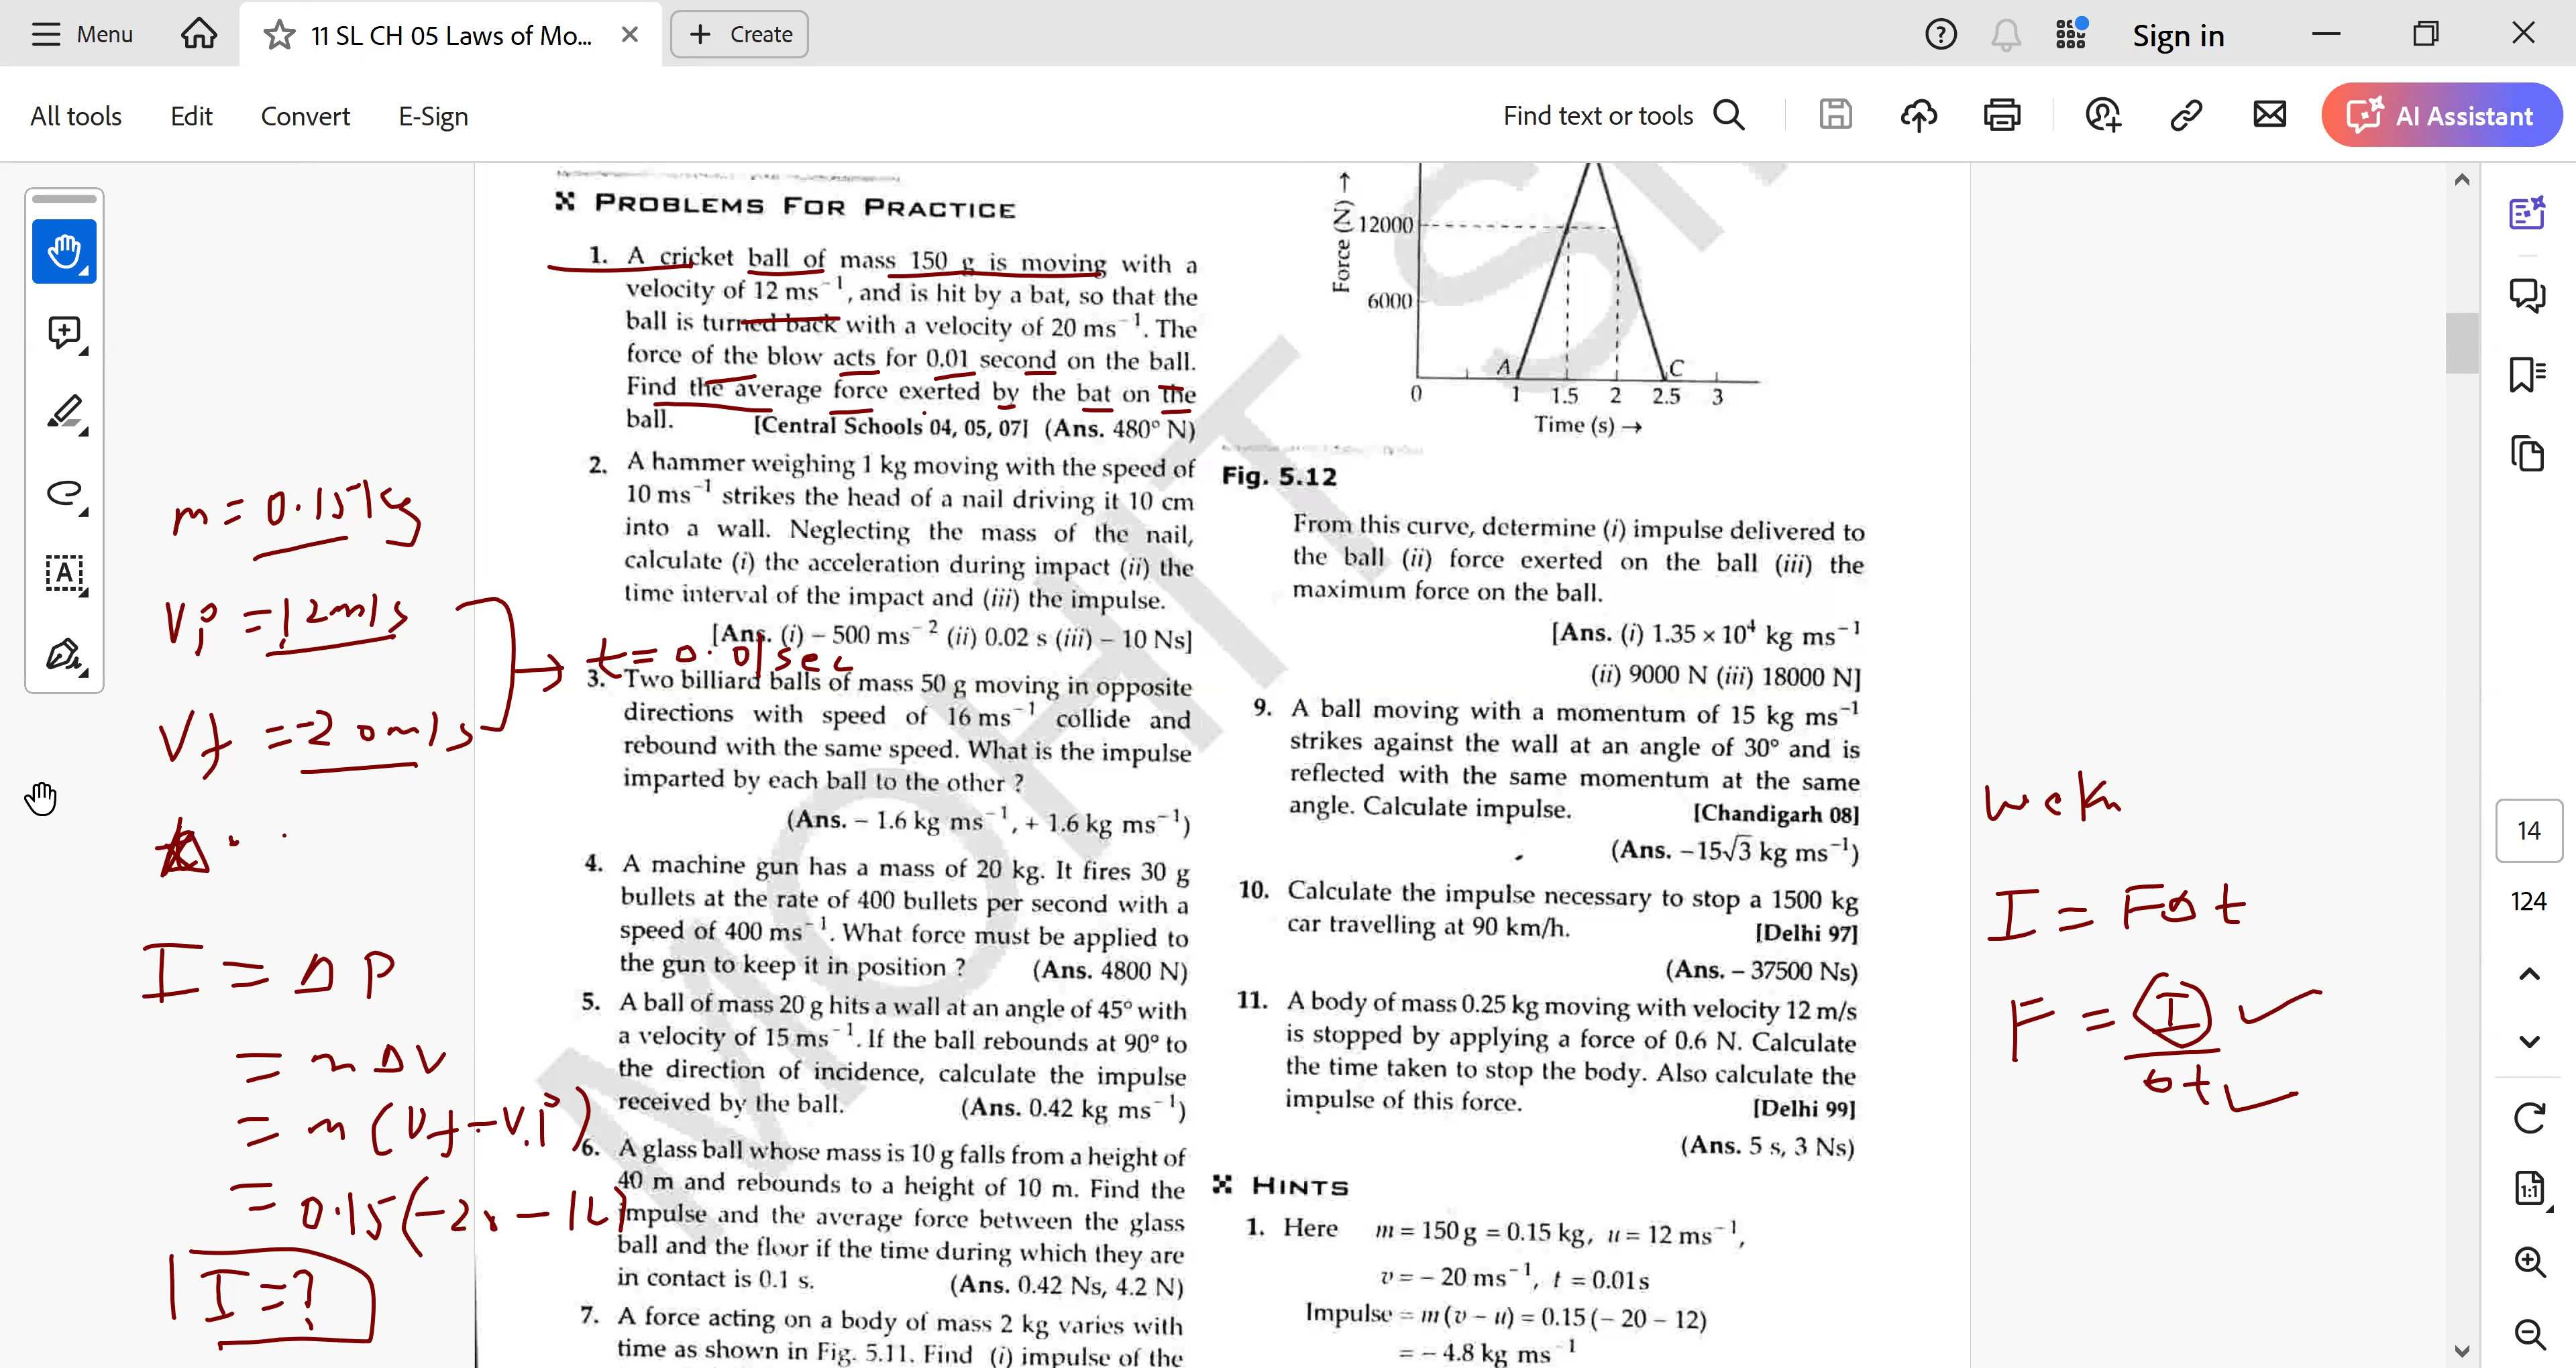 Menu
11 SL CH 05 Laws of Mo...
Create
Sign in
All tools
Edit
Convert
E-Sign
Find text or tools
AI Assistant
PROBLEMS FOR PRACTICE
1. A cricket ball of mass 150 g is moving with a
velocity of 12 ms⁻¹, and is hit by a bat, so that the
ball is turned back with a velocity of 20 ms⁻¹. The
force of the blow acts for 0.01 second on the ball.
Find the average force exerted by the bat on the
ball. [Central Schools 04, 05, 07] (Ans. 480° N)
2. A hammer weighing 1 kg moving with the speed of
10 ms⁻¹ strikes the head of a nail driving it 10 cm
into a wall. Neglecting the mass of the nail,
calculate (i) the acceleration during impact (ii) the
time interval of the impact and (iii) the impulse.
[Ans. (i) – 500 ms⁻² (ii) 0.02 s (iii) – 10 Ns]
3. Two billiard balls of mass 50 g moving in opposite
directions with speed of 16 ms⁻¹ collide and
rebound with the same speed. What is the impulse
imparted by each ball to the other ?
(Ans. – 1.6 kg ms⁻¹, + 1.6 kg ms⁻¹)
4. A machine gun has a mass of 20 kg. It fires 30 g
bullets at the rate of 400 bullets per second with a
speed of 400 ms⁻¹. What force must be applied to
the gun to keep it in position ? (Ans. 4800 N)
5. A ball of mass 20 g hits a wall at an angle of 45° with
a velocity of 15 ms⁻¹. If the ball rebounds at 90° to
the direction of incidence, calculate the impulse
received by the ball. (Ans. 0.42 kg ms⁻¹)
6. A glass ball whose mass is 10 g falls from a height of
40 m and rebounds to a height of 10 m. Find the
impulse and the average force between the glass
ball and the floor if the time during which they are
in contact is 0.1 s. (Ans. 0.42 Ns, 4.2 N)
7. A force acting on a body of mass 2 kg varies with
time as shown in Fig. 5.11. Find (i) impulse of the
Force (N) →
12000
6000
A
C
0 1 1.5 2 2.5 3
Time (s) →
Fig. 5.12
From this curve, determine (i) impulse delivered to
the ball (ii) force exerted on the ball (iii) the
maximum force on the ball.
[Ans. (i) 1.35 × 10⁴ kg ms⁻¹
(ii) 9000 N (iii) 18000 N]
9. A ball moving with a momentum of 15 kg ms⁻¹
strikes against the wall at an angle of 30° and is
reflected with the same momentum at the same
angle. Calculate impulse. [Chandigarh 08]
(Ans. –15√3 kg ms⁻¹)
10. Calculate the impulse necessary to stop a 1500 kg
car travelling at 90 km/h. [Delhi 97]
(Ans. – 37500 Ns)
11. A body of mass 0.25 kg moving with velocity 12 m/s
is stopped by applying a force of 0.6 N. Calculate
the time taken to stop the body. Also calculate the
impulse of this force. [Delhi 99]
(Ans. 5 s, 3 Ns)
HINTS
1. Here m = 150 g = 0.15 kg, u = 12 ms⁻¹,
v = – 20 ms⁻¹, t = 0.01 s
Impulse = m (v – u) = 0.15 (– 20 – 12)
= – 4.8 kg ms⁻¹
MOHIT
m = 0.15 kg
Vi = 12 m/s
Vf = -20 m/s
t = 0.01 sec
I = Δ P
= m Δ V
= m (Vf - Vi)
= 0.15 (-20 - 12)
I = ?
we kn
I = FΔt
F = I / Δt
14
124
1:1